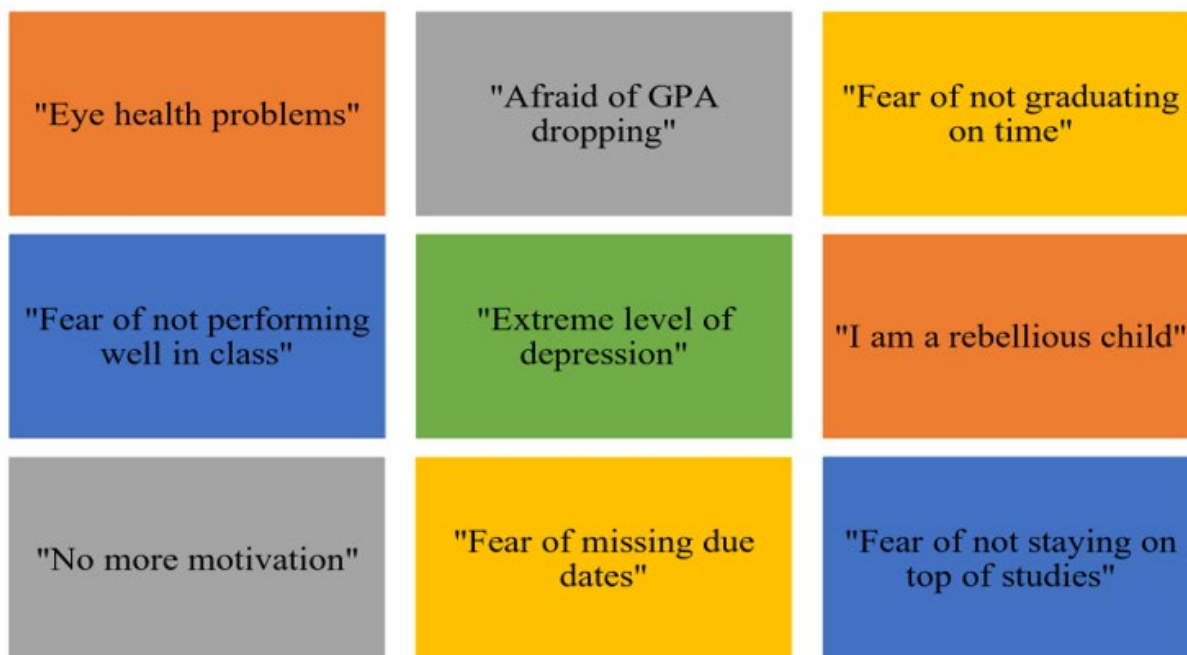 "Eye health problems"
"Afraid of GPA
dropping"
"Fear of not graduating
on time"
"Fear of not performing
well in class"
"Extreme level of
depression"
"I am a rebellious child"
"No more motivation"
"Fear of missing due
dates"
"Fear of not staying on
top of studies"